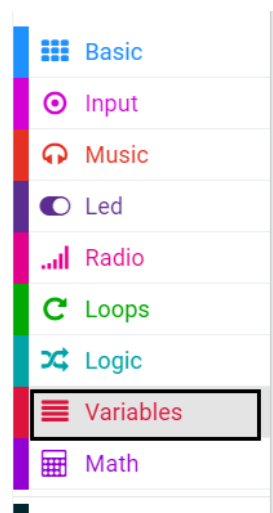 Basic
Input
Music
Led
Radio
Loops
Logic
Variables
Math